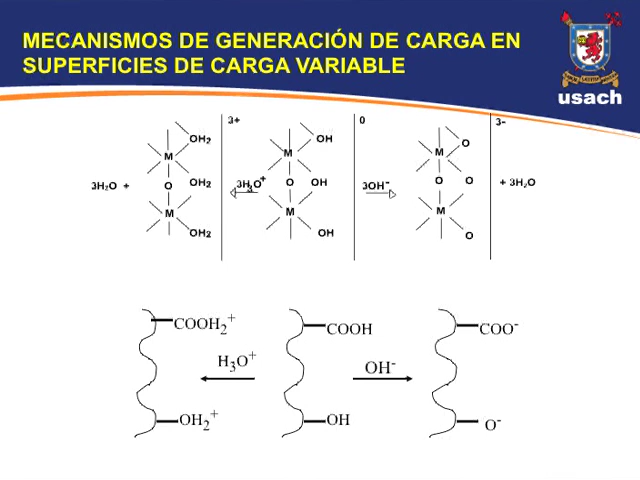 MECANISMOS DE GENERACIÓN DE CARGA EN
SUPERFICIES DE CARGA VARIABLE
usach
3+
0
3-
OH2
OH
O
M
M
M
3H2O +
O
OH2
3H3O+
O
OH
3OH-
O
O
+ 3H2O
M
M
M
OH2
OH
O
COOH2+
COOH
COO-
H3O+
OH-
OH2+
OH
O-